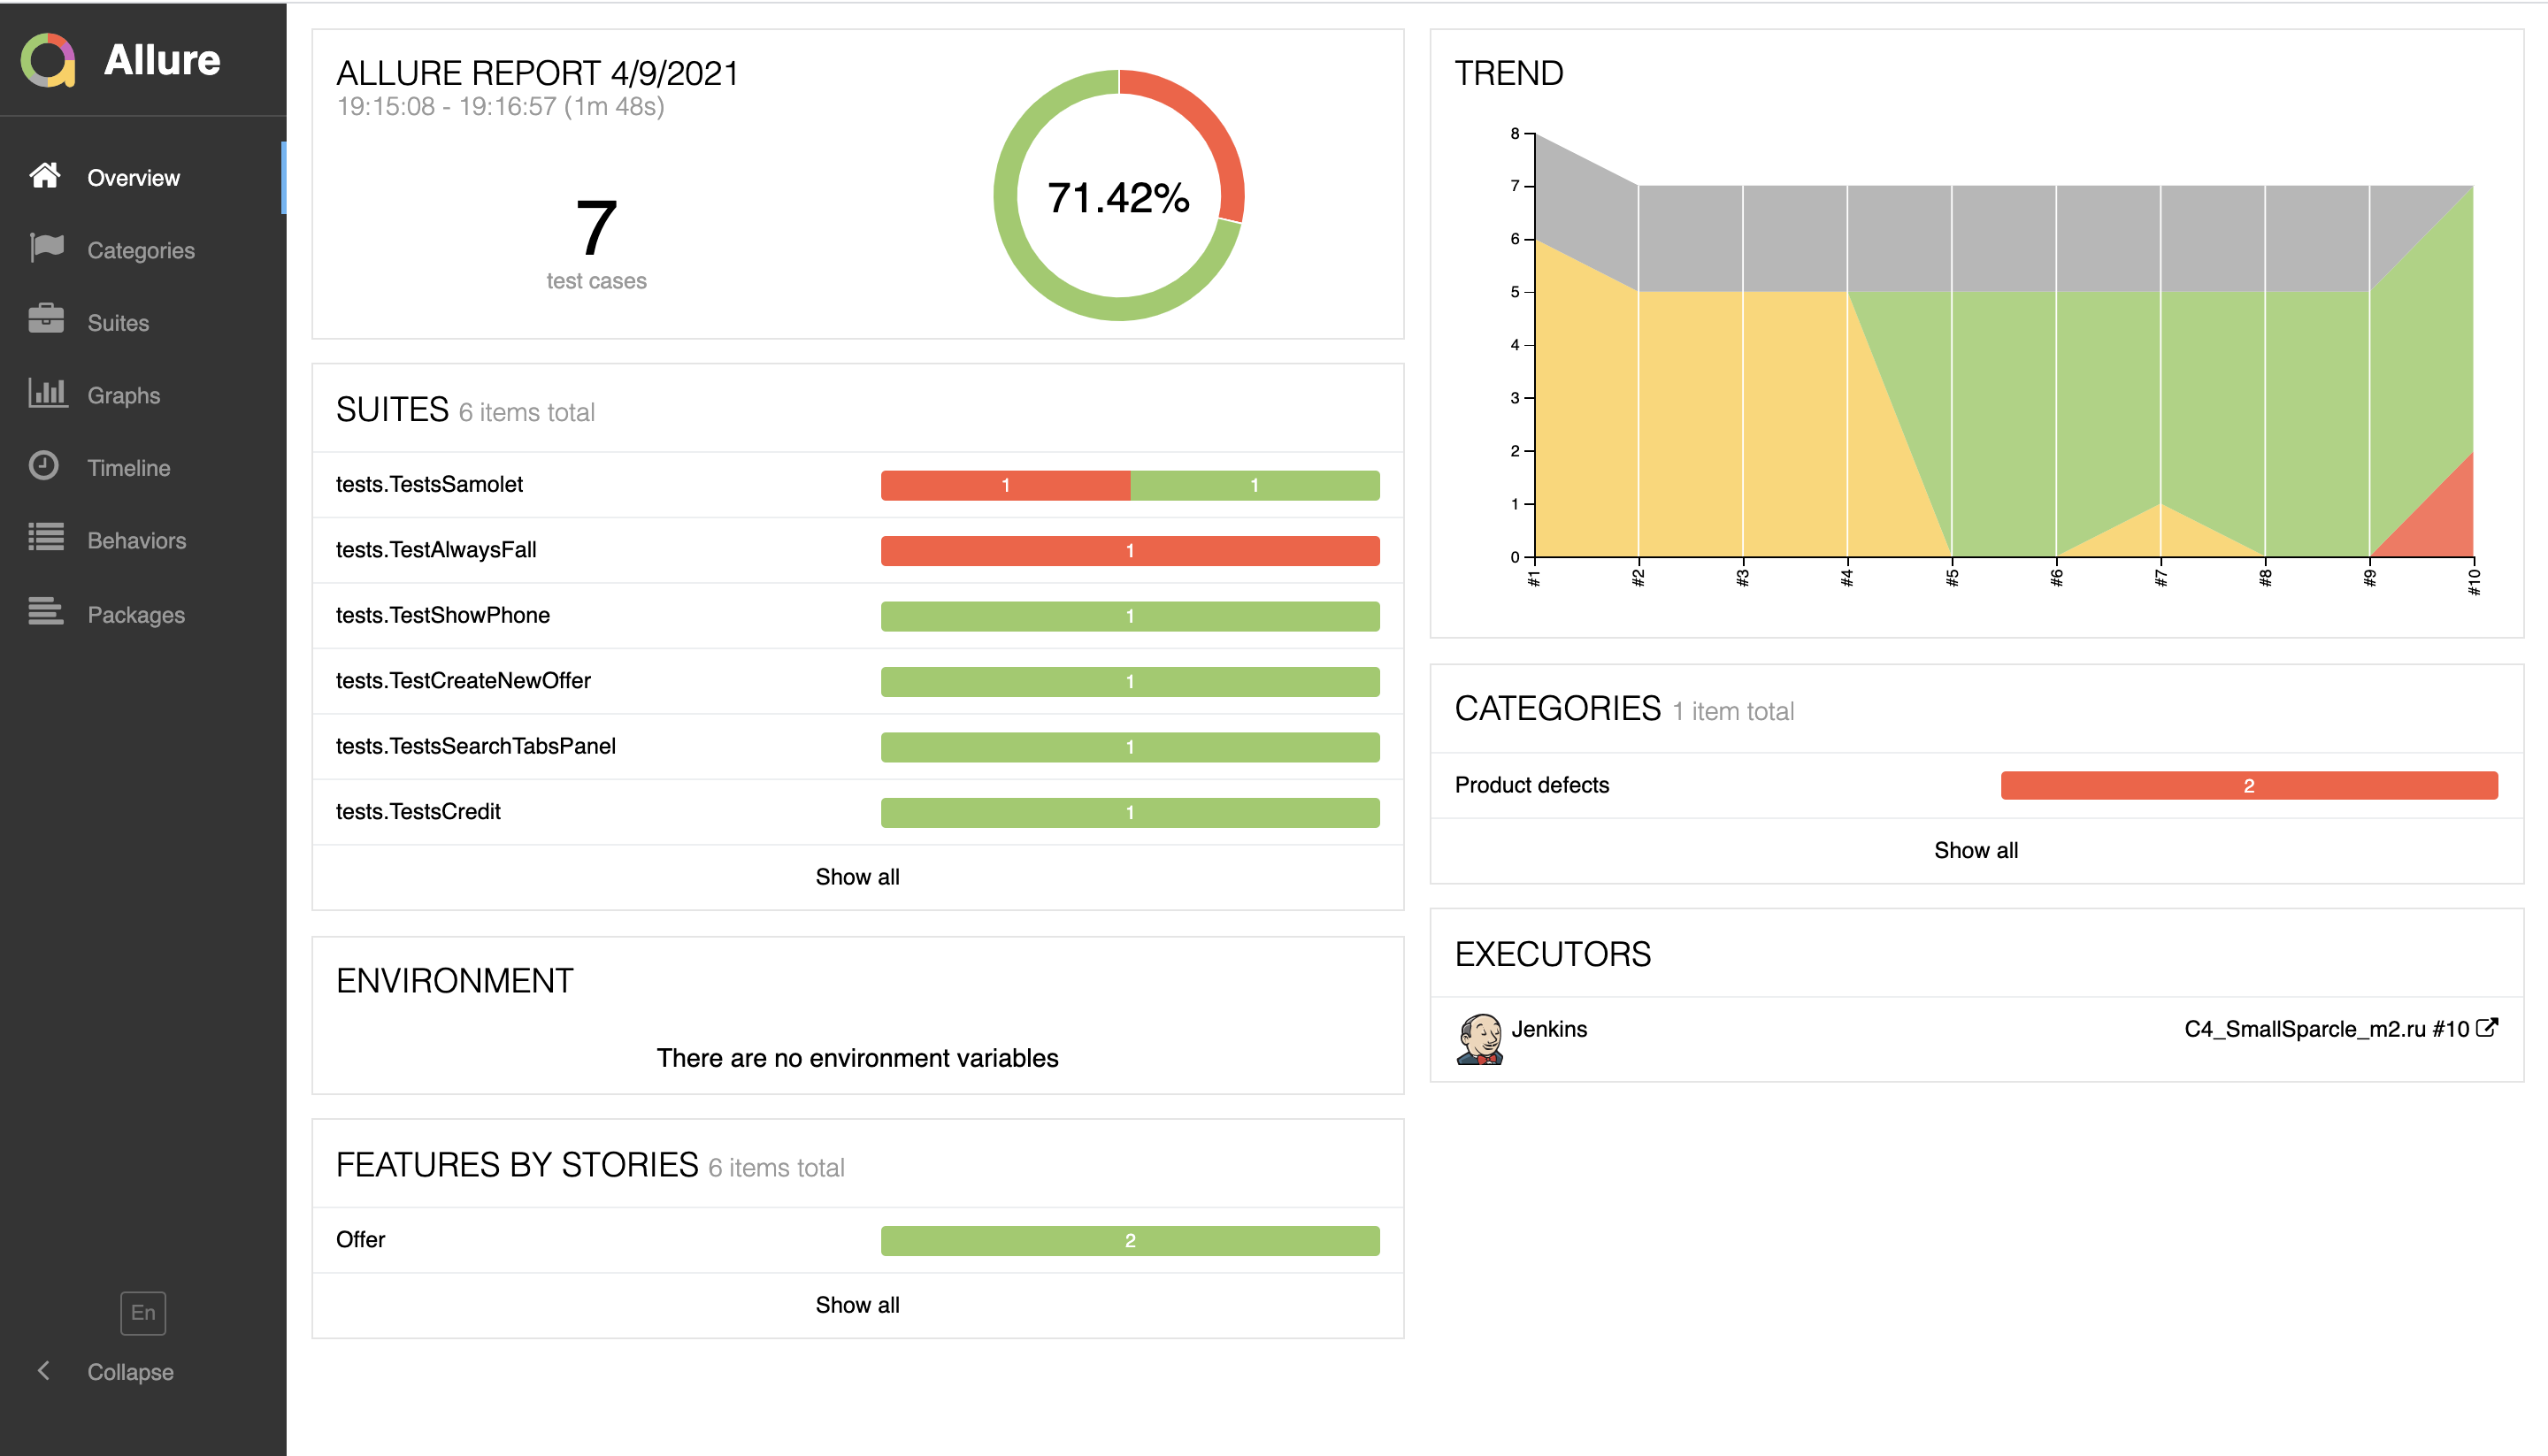 Allure
Overview
Categories
Suites
Graphs
Timeline
Behaviors
Packages
En
Collapse
ALLURE REPORT 4/9/2021
19:15:08 - 19:16:57 (1m 48s)
7
test cases
71.42%
SUITES 6 items total
tests.TestsSamolet 1 1
tests.TestAlwaysFall 1
tests.TestShowPhone 1
tests.TestCreateNewOffer 1
tests.TestsSearchTabsPanel 1
tests.TestsCredit 1
Show all
ENVIRONMENT
There are no environment variables
FEATURES BY STORIES 6 items total
Offer 2
Show all
TREND
8
7
6
5
4
3
2
1
0
#1 #2 #3 #4 #5 #6 #7 #8 #9 #10
CATEGORIES 1 item total
Product defects 2
Show all
EXECUTORS
Jenkins C4_SmallSparcle_m2.ru #10